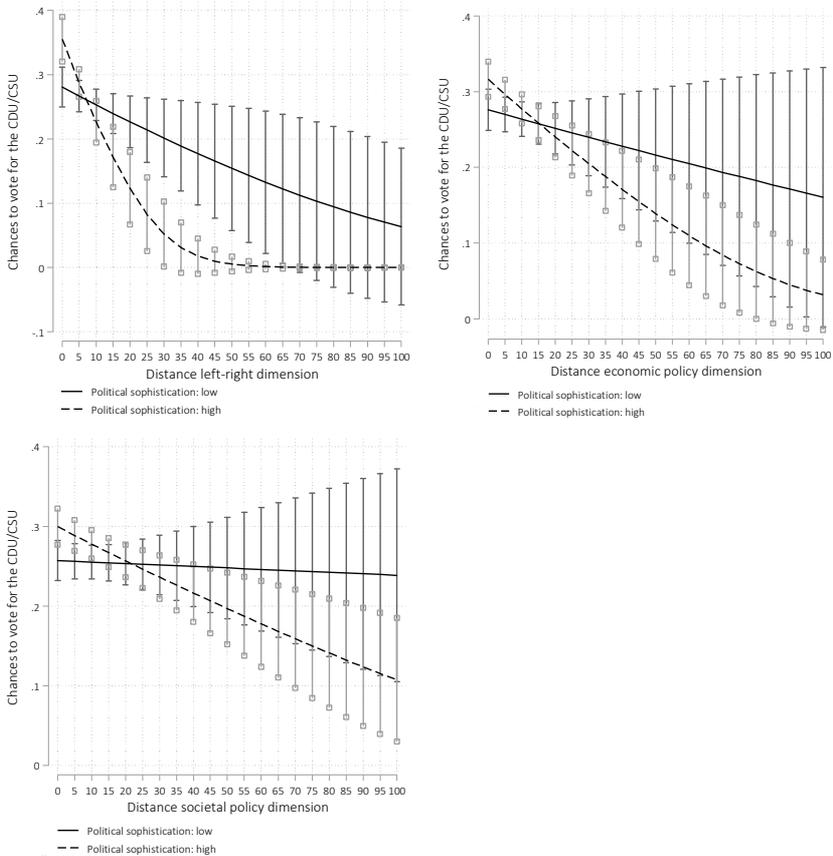 Chances to vote for the CDU/CSU
.4
.3
.2
.1
0
-.1
0 5 10 15 20 25 30 35 40 45 50 55 60 65 70 75 80 85 90 95 100
Distance left-right dimension
Political sophistication: low
Political sophistication: high
Chances to vote for the CDU/CSU
.4
.3
.2
.1
0
0 5 10 15 20 25 30 35 40 45 50 55 60 65 70 75 80 85 90 95 100
Distance economic policy dimension
Political sophistication: low
Political sophistication: high
Chances to vote for the CDU/CSU
.4
.3
.2
.1
0
0 5 10 15 20 25 30 35 40 45 50 55 60 65 70 75 80 85 90 95 100
Distance societal policy dimension
Political sophistication: low
Political sophistication: high